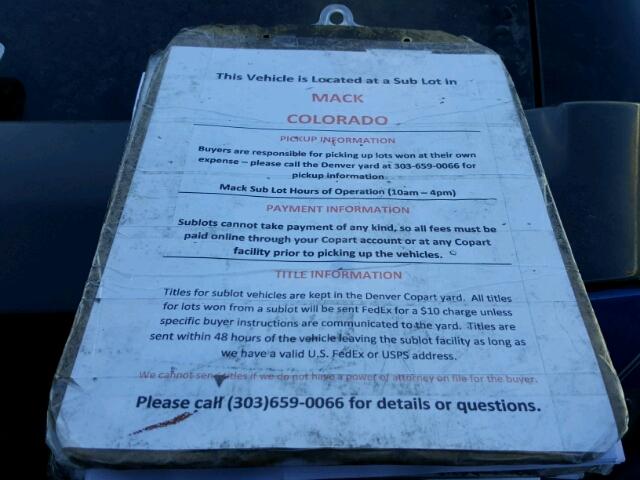 This Vehicle is Located at a Sub Lot in
MACK
COLORADO
PICKUP INFORMATION
Buyers are responsible for picking up lots won at their own
expense – please call the Denver yard at 303-659-0066 for
pickup information.
Mack Sub Lot Hours of Operation (10am – 4pm)
PAYMENT INFORMATION
Sublots cannot take payment of any kind, so all fees must be
paid online through your Copart account or at any Copart
facility prior to picking up the vehicles.
TITLE INFORMATION
Titles for sublot vehicles are kept in the Denver Copart yard. All titles
for lots won from a sublot will be sent FedEx for a $10 charge unless
specific buyer instructions are communicated to the yard. Titles are
sent within 48 hours of the vehicle leaving the sublot facility as long as
we have a valid U.S. FedEx or USPS address.
We cannot send titles if we do not have a power of attorney on file for the buyer.
Please call (303)659-0066 for details or questions.